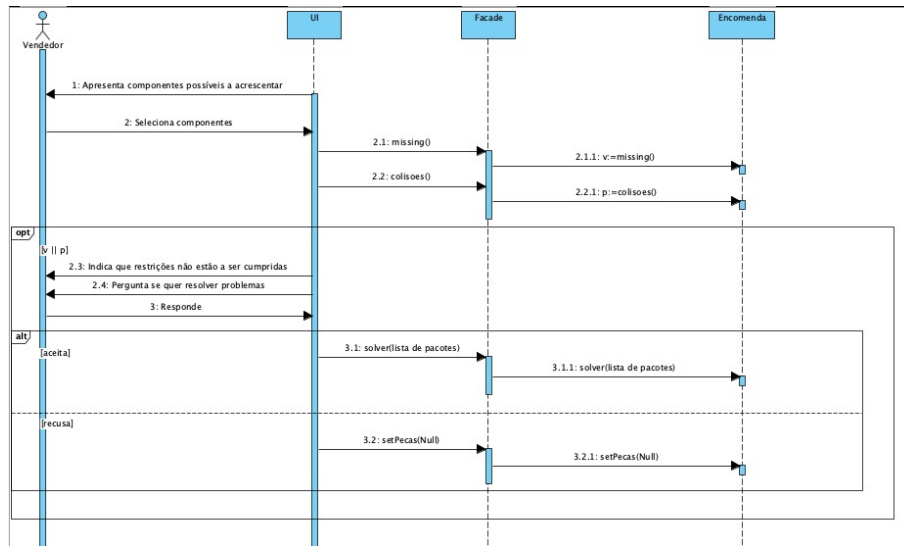 Vendedor
UI
Facade
Encomenda
1: Apresenta componentes possíveis a acrescentar
2: Seleciona componentes
2.1: missing()
2.1.1: v:=missing()
2.2: colisoes()
2.2.1: p:=colisoes()
opt
[v || p]
2.3: Indica que restrições não estão a ser cumpridas
2.4: Pergunta se quer resolver problemas
3: Responde
alt
[aceita]
3.1: solver(lista de pacotes)
3.1.1: solver(lista de pacotes)
[recusa]
3.2: setPecas(Null)
3.2.1: setPecas(Null)